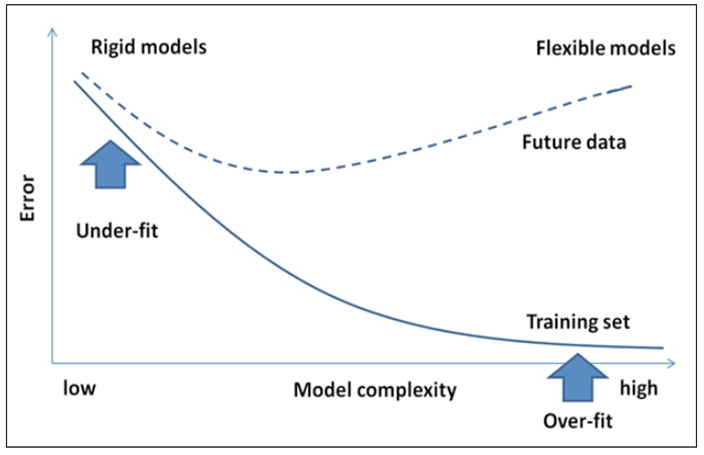 Rigid models
Flexible models
Future data
Error
Under-fit
Training set
low
Model complexity
high
Over-fit